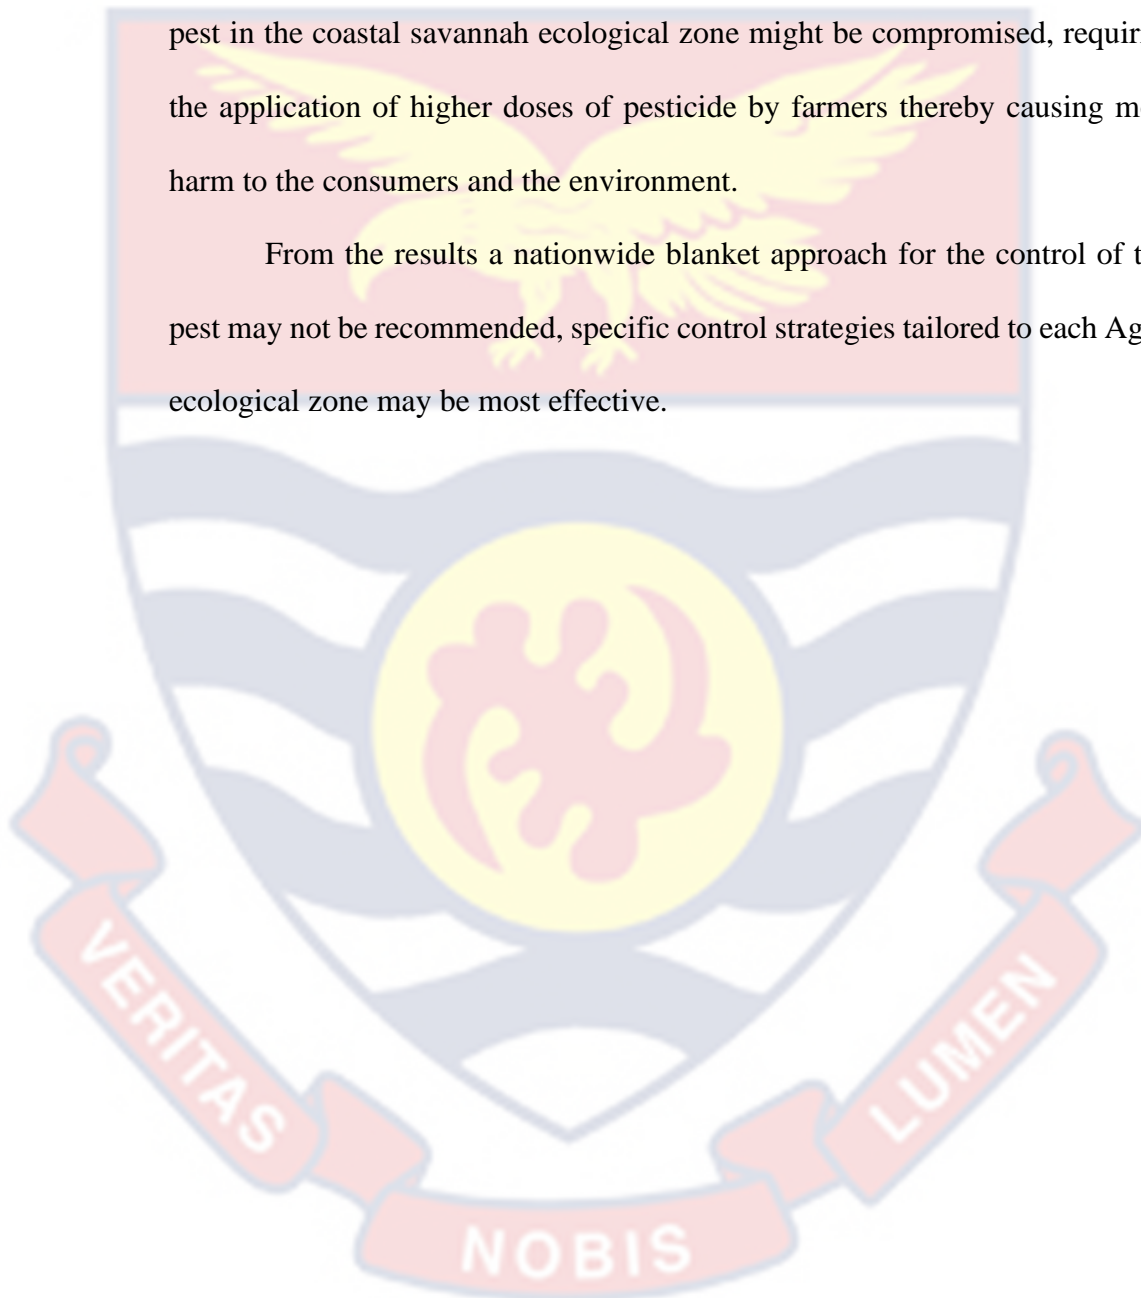 pest in the coastal savannah ecological zone might be compromised, requiri
the application of higher doses of pesticide by farmers thereby causing m
harm to the consumers and the environment.
From the results a nationwide blanket approach for the control of t
pest may not be recommended, specific control strategies tailored to each Ag
ecological zone may be most effective.
VERITAS
NOBIS
LUMEN